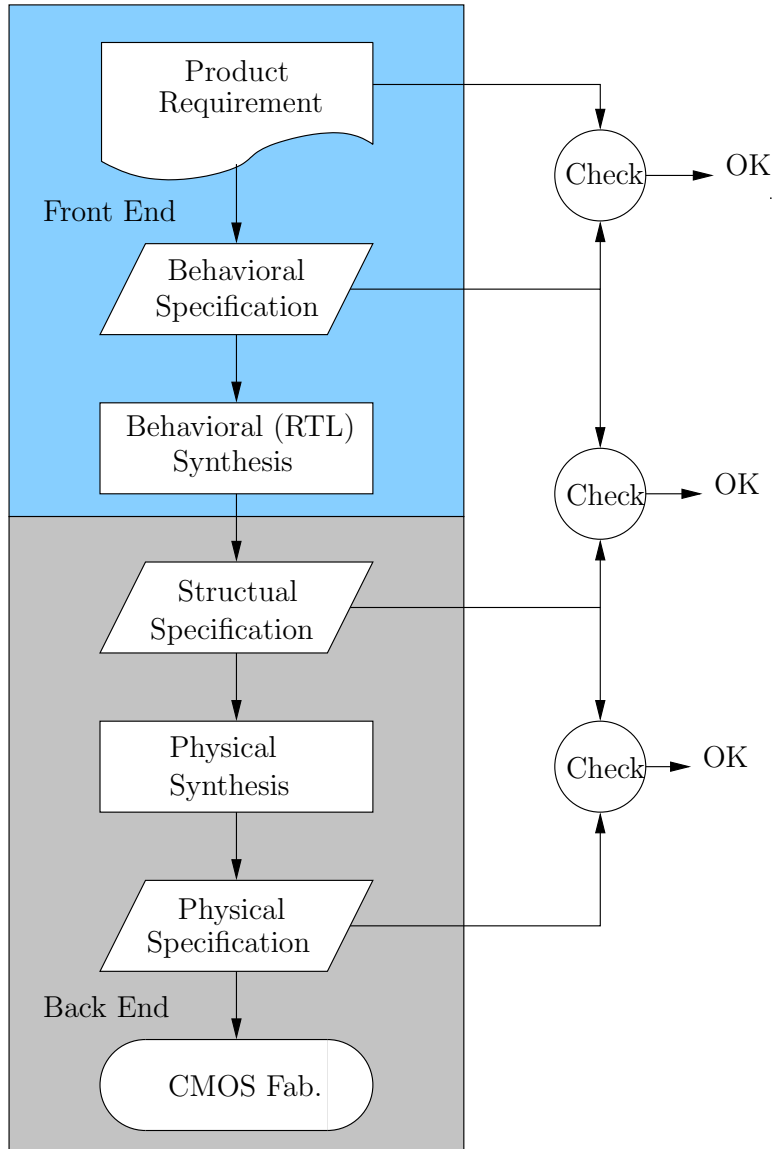 Product
Requirement
Check
OK
Front End
Behavioral
Specification
Behavioral (RTL)
Synthesis
Check
OK
Structual
Specification
Physical
Synthesis
Check
OK
Physical
Specification
Back End
CMOS Fab.